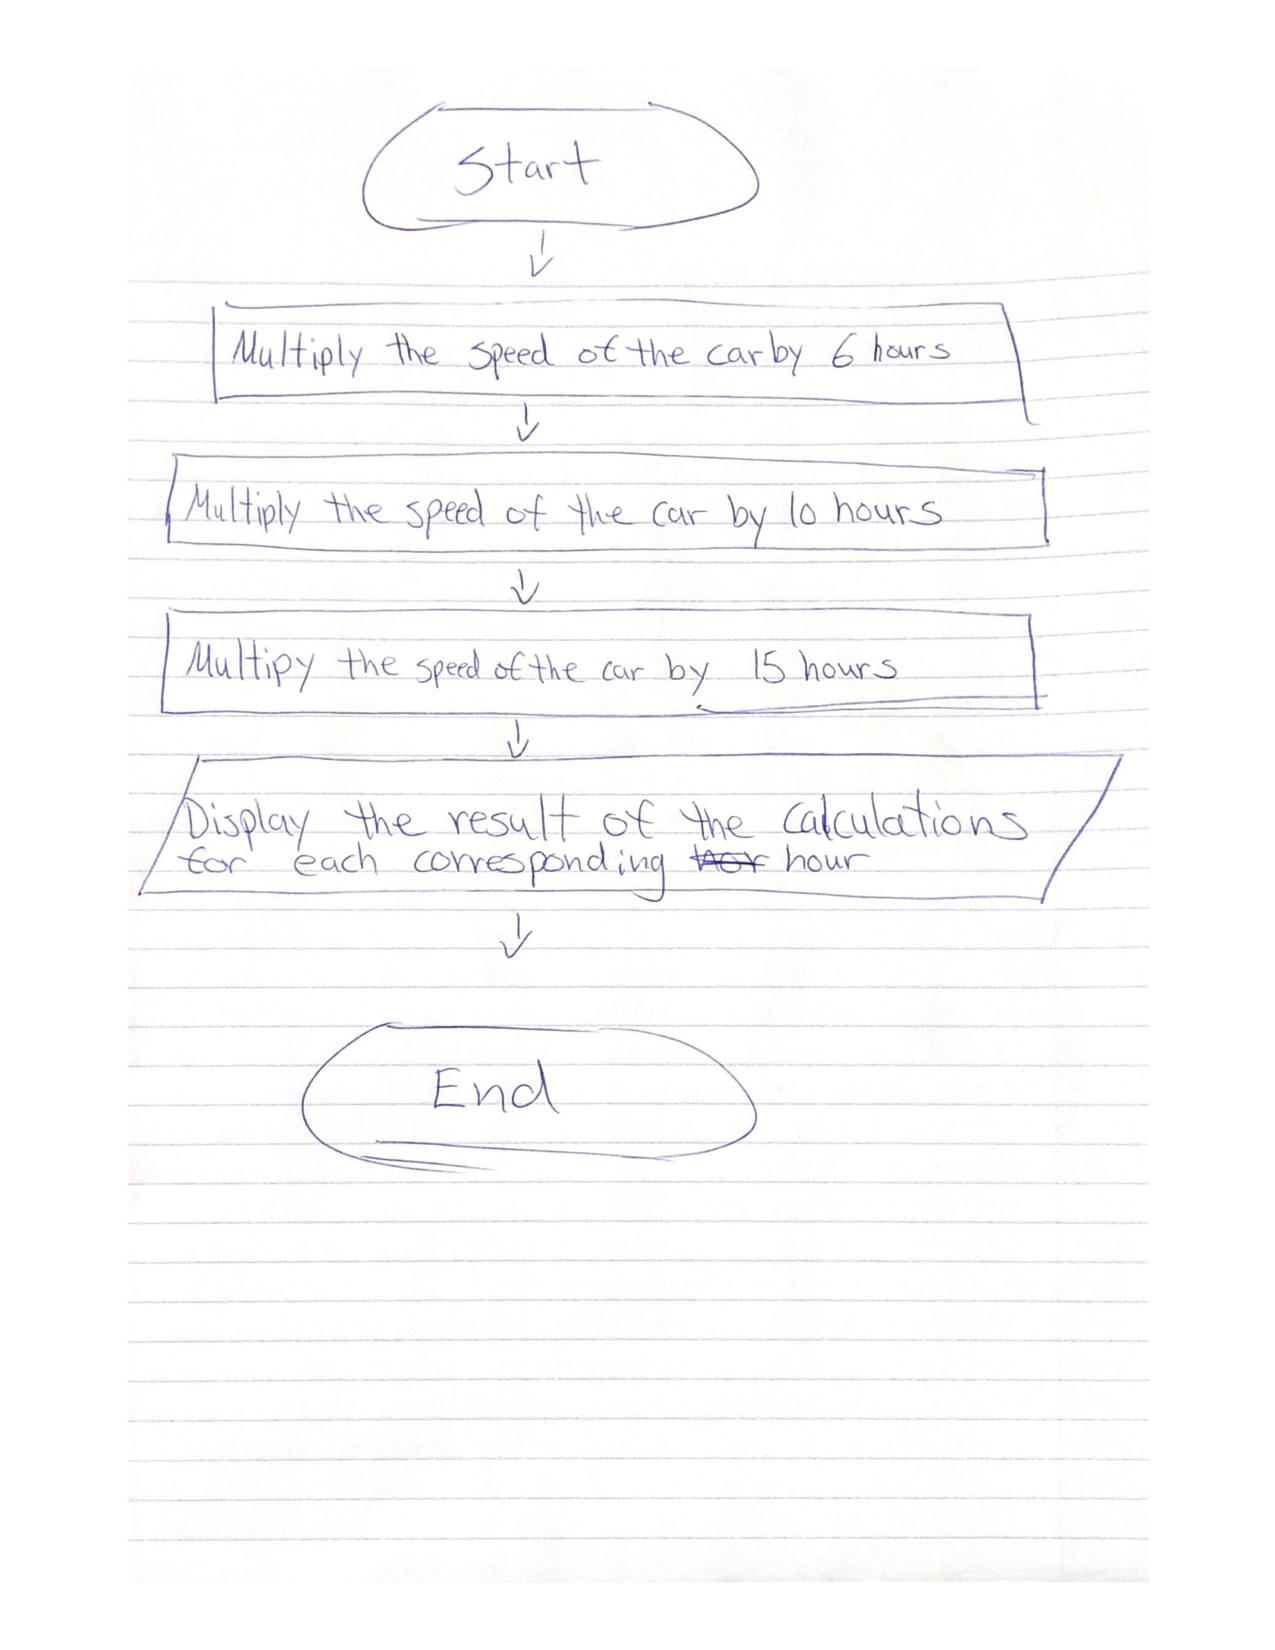 Start
Multiply the speed of the car by 6 hours
Multiply the speed of the car by 10 hours
Multipy the speed of the car by 15 hours
Display the result of the calculations
for each corresponding hour
End